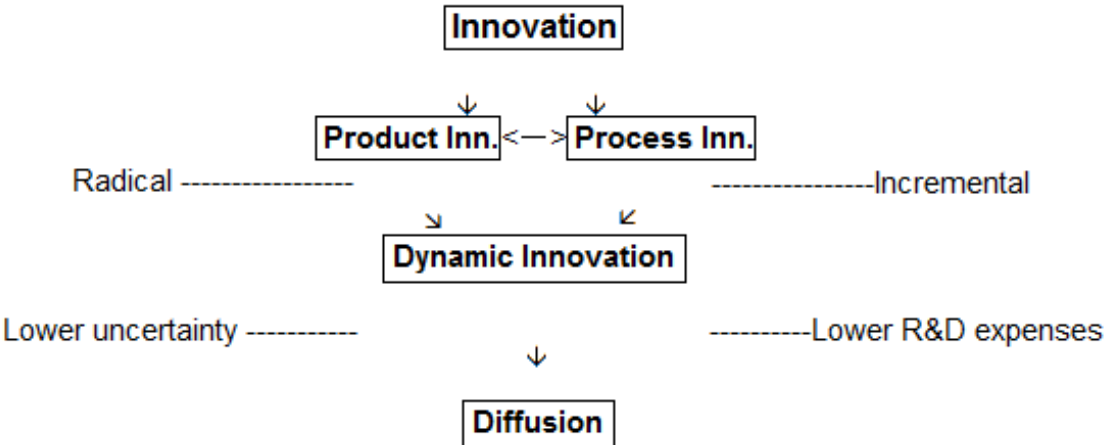 Innovation
Product Inn.<—>Process Inn.
Radical ----------------- ----------------Incremental
Dynamic Innovation
Lower uncertainty ----------- ----------Lower R&D expenses
Diffusion